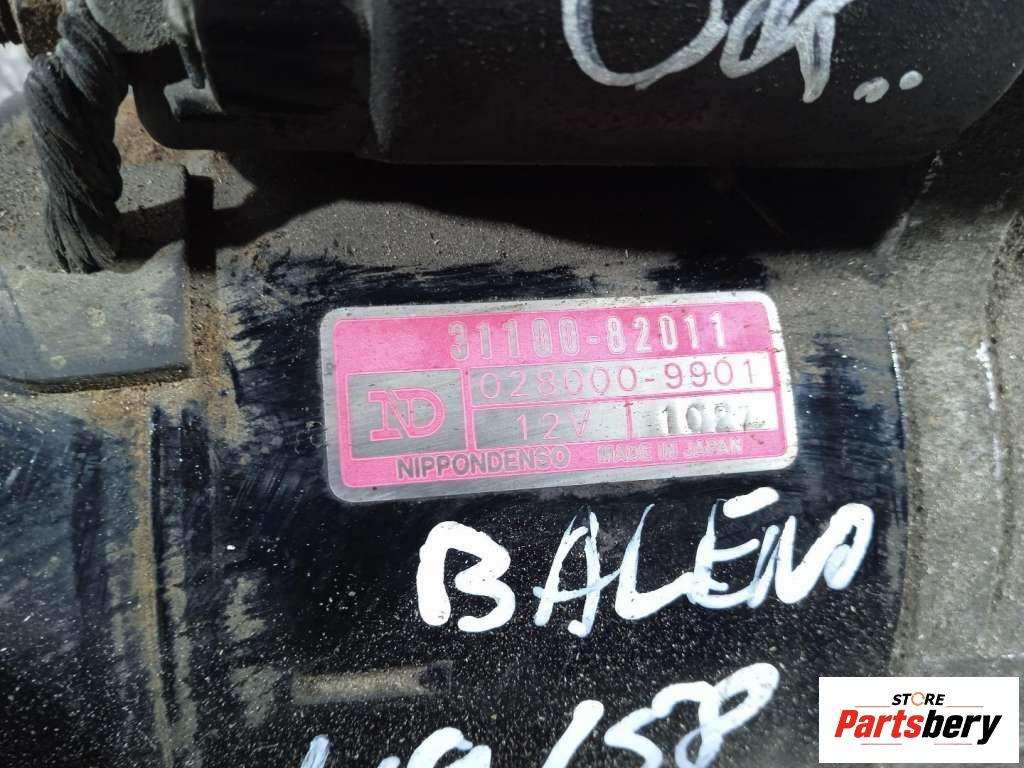 31100-82011
028000-9901
12V
ND
NIPPONDENSO MADE IN JAPAN
BALENO
STORE
Partsbery